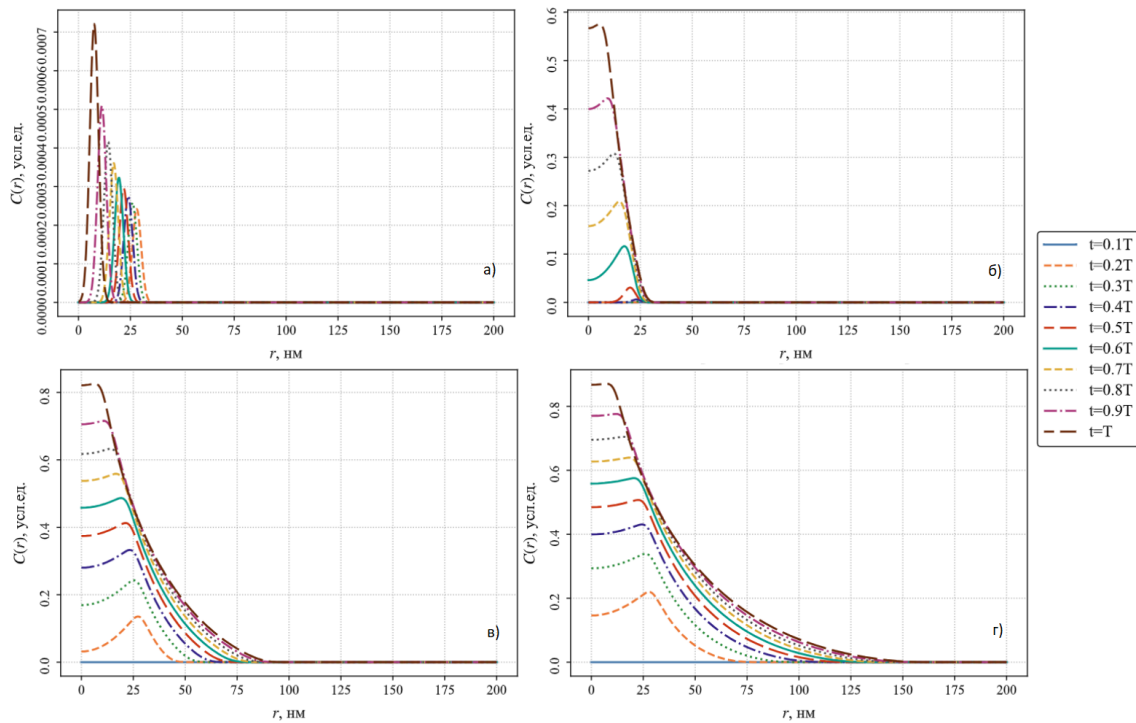 C(r), усл.ед.
0.0000
0.0001
0.0002
0.0003
0.0004
0.0005
0.0006
0.0007
а)
0 25 50 75 100 125 150 175 200
r, нм
C(r), усл.ед.
0.6
0.5
0.4
0.3
0.2
0.1
0.0
б)
0 25 50 75 100 125 150 175 200
r, нм
t=0.1T
t=0.2T
t=0.3T
t=0.4T
t=0.5T
t=0.6T
t=0.7T
t=0.8T
t=0.9T
t=T
C(r), усл.ед.
0.8
0.6
0.4
0.2
0.0
в)
0 25 50 75 100 125 150 175 200
r, нм
C(r), усл.ед.
0.8
0.6
0.4
0.2
0.0
г)
0 25 50 75 100 125 150 175 200
r, нм